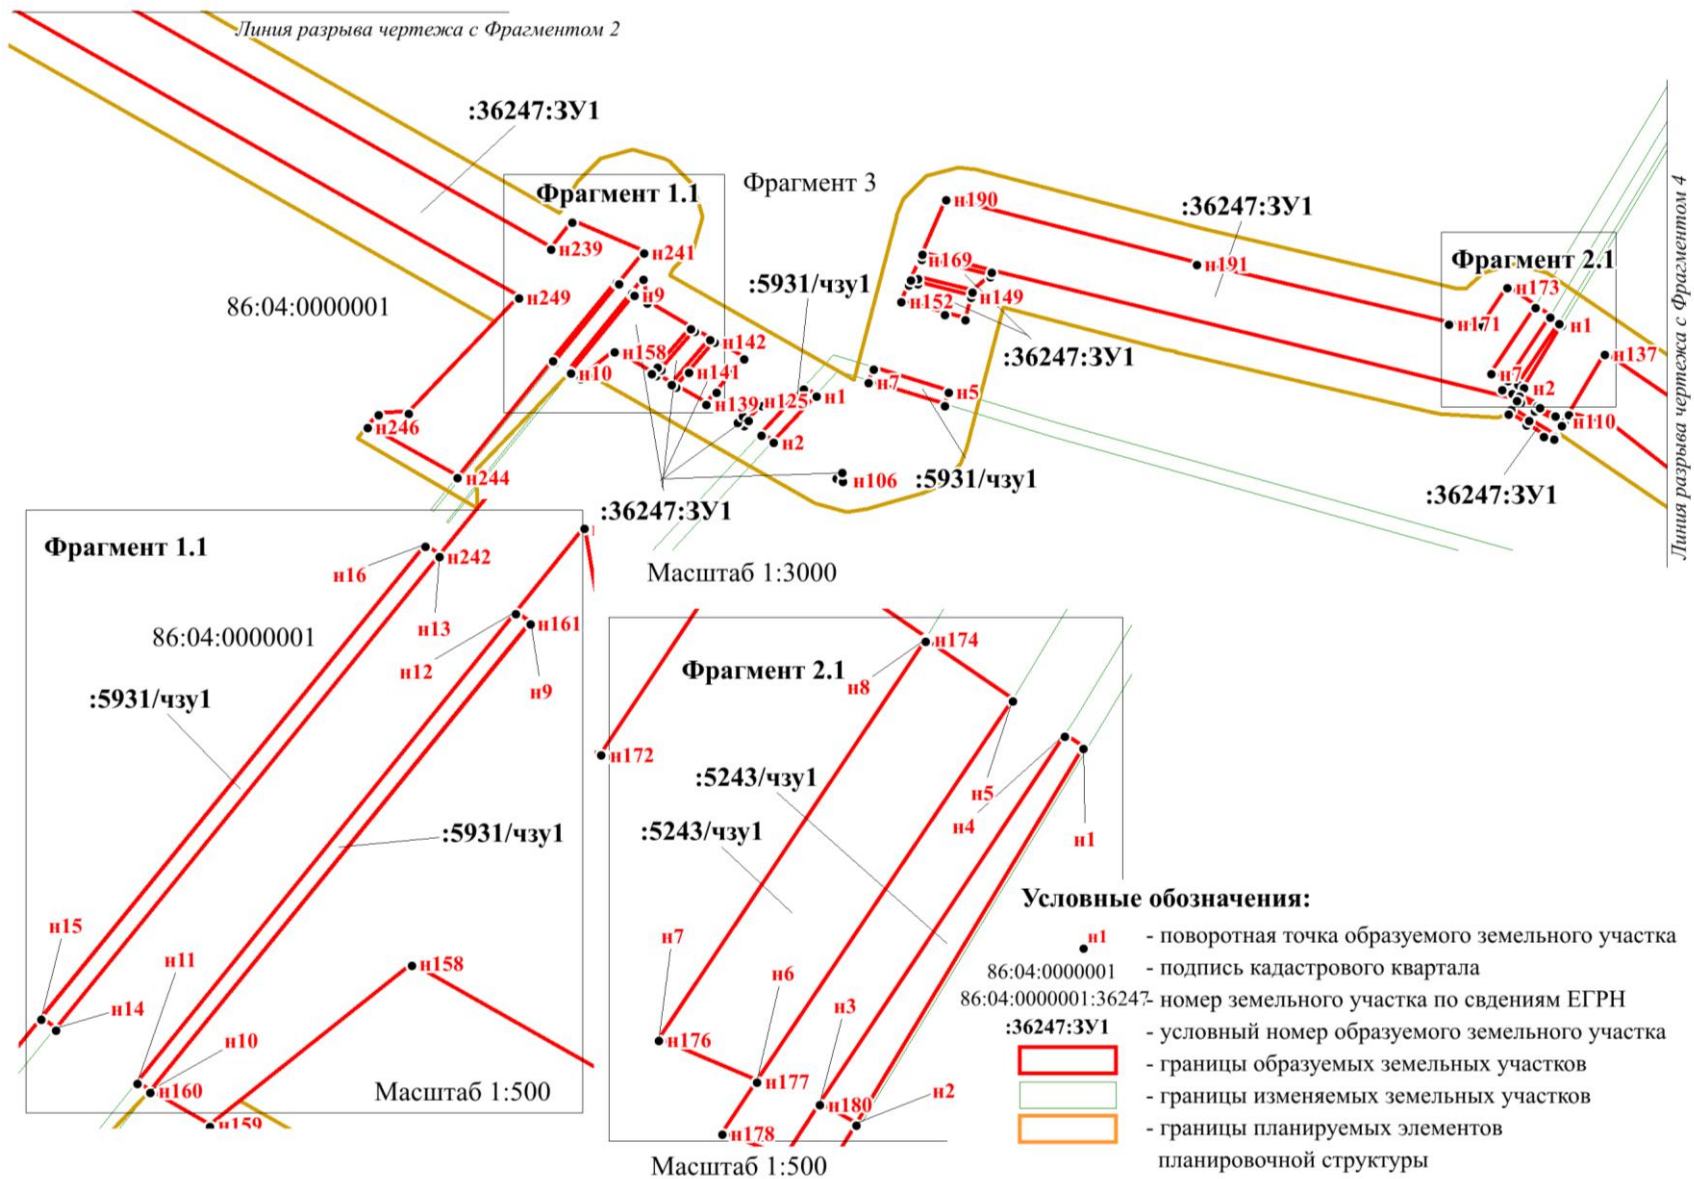 Линия разрыва чертежа с Фрагментом 2
:36247:ЗУ1
Фрагмент 1.1
Фрагмент 3
н239
н241
86:04:0000001
н249
н9
:5931/чзу1
н190
:36247:ЗУ1
н169
н191
н152
н149
:36247:ЗУ1
Фрагмент 2.1
н173
н171
н1
н137
н7
н2
н110
:36247:ЗУ1
Линия разрыва чертежа с Фрагментом 4
н158
н142
н141
н10
н139
н125
н1
н7
н5
н246
н2
н244
н106
:5931/чзу1
:36247:ЗУ1
Масштаб 1:3000
Фрагмент 1.1
н16
н242
н13
86:04:0000001
н161
н12
н9
:5931/чзу1
:5931/чзу1
н15
н11
н14
н158
н10
н160
н159
Масштаб 1:500
н174
Фрагмент 2.1
н8
н172
:5243/чзу1
н5
:5243/чзу1
н4
н1
н7
н6
н3
н176
н177
н180
н2
н178
Масштаб 1:500
Условные обозначения:
н1 - поворотная точка образуемого земельного участка
86:04:0000001 - подпись кадастрового квартала
86:04:0000001:36247 - номер земельного участка по свдениям ЕГРН
:36247:ЗУ1 - условный номер образуемого земельного участка
- границы образуемых земельных участков
- границы изменяемых земельных участков
- границы планируемых элементов
планировочной структуры